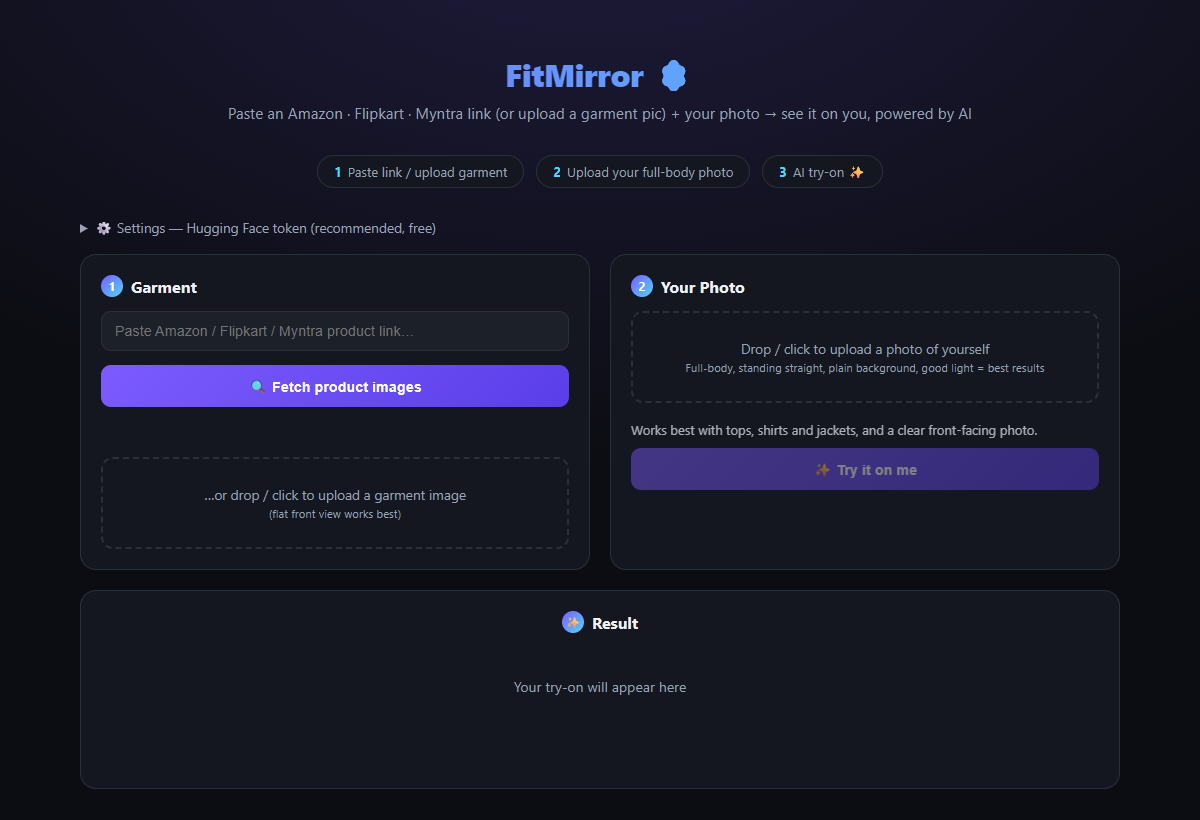 FitMirror
Paste an Amazon · Flipkart · Myntra link (or upload a garment pic) + your photo → see it on you, powered by AI
1 Paste link / upload garment
2 Upload your full-body photo
3 AI try-on ✨
▶ ⚙ Settings — Hugging Face token (recommended, free)
1 Garment
Paste Amazon / Flipkart / Myntra product link...
🔍 Fetch product images
...or drop / click to upload a garment image
(flat front view works best)
2 Your Photo
Drop / click to upload a photo of yourself
Full-body, standing straight, plain background, good light = best results
Works best with tops, shirts and jackets, and a clear front-facing photo.
✨ Try it on me
✨ Result
Your try-on will appear here